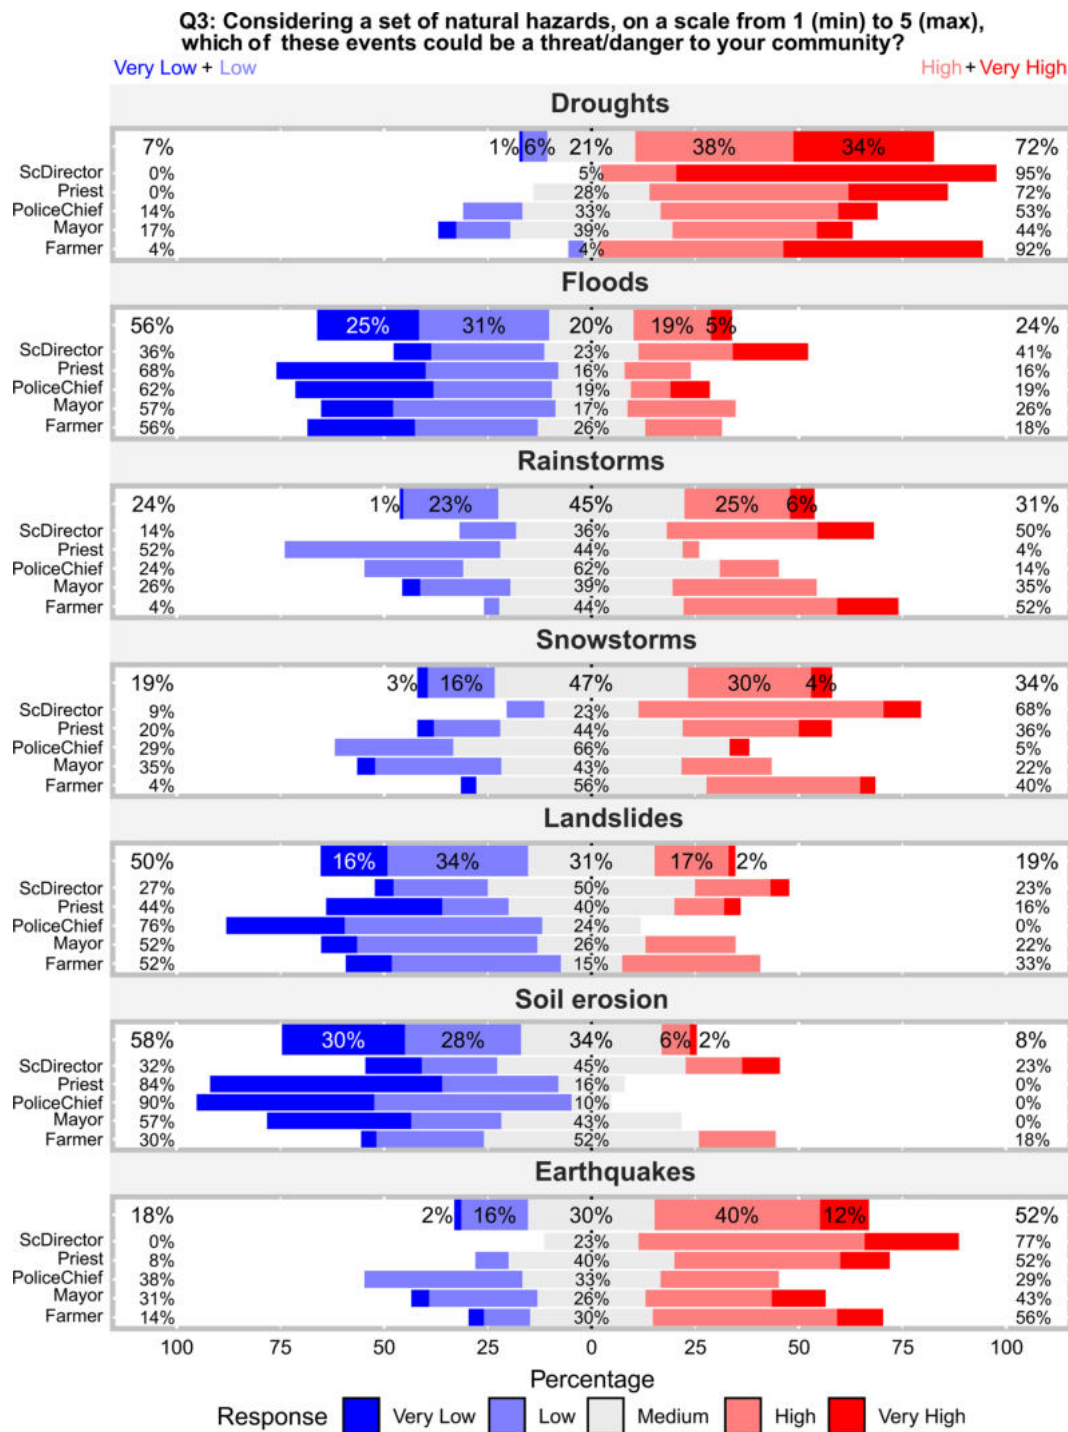 Q3: Considering a set of natural hazards, on a scale from 1 (min) to 5 (max),
which of these events could be a threat/danger to your community?
Very Low + Low High + Very High
Droughts
7% 1% 6% 21% 38% 34% 72%
ScDirector 0% 5% 95%
Priest 0% 28% 72%
PoliceChief 14% 33% 53%
Mayor 17% 39% 44%
Farmer 4% 4% 92%
Floods
56% 25% 31% 20% 19% 5% 24%
ScDirector 36% 23% 41%
Priest 68% 16% 16%
PoliceChief 62% 19% 19%
Mayor 57% 17% 26%
Farmer 56% 26% 18%
Rainstorms
24% 1% 23% 45% 25% 6% 31%
ScDirector 14% 36% 50%
Priest 52% 44% 4%
PoliceChief 24% 62% 14%
Mayor 26% 39% 35%
Farmer 4% 44% 52%
Snowstorms
19% 3% 16% 47% 30% 4% 34%
ScDirector 9% 23% 68%
Priest 20% 44% 36%
PoliceChief 29% 66% 5%
Mayor 35% 43% 22%
Farmer 4% 56% 40%
Landslides
50% 16% 34% 31% 17% 2% 19%
ScDirector 27% 50% 23%
Priest 44% 40% 16%
PoliceChief 76% 24% 0%
Mayor 52% 26% 22%
Farmer 52% 15% 33%
Soil erosion
58% 30% 28% 34% 6% 2% 8%
ScDirector 32% 45% 23%
Priest 84% 16% 0%
PoliceChief 90% 10% 0%
Mayor 57% 43% 0%
Farmer 30% 52% 18%
Earthquakes
18% 2% 16% 30% 40% 12% 52%
ScDirector 0% 23% 77%
Priest 8% 40% 52%
PoliceChief 38% 33% 29%
Mayor 31% 26% 43%
Farmer 14% 30% 56%
100 75 50 25 0 25 50 75 100
Percentage
Response Very Low Low Medium High Very High